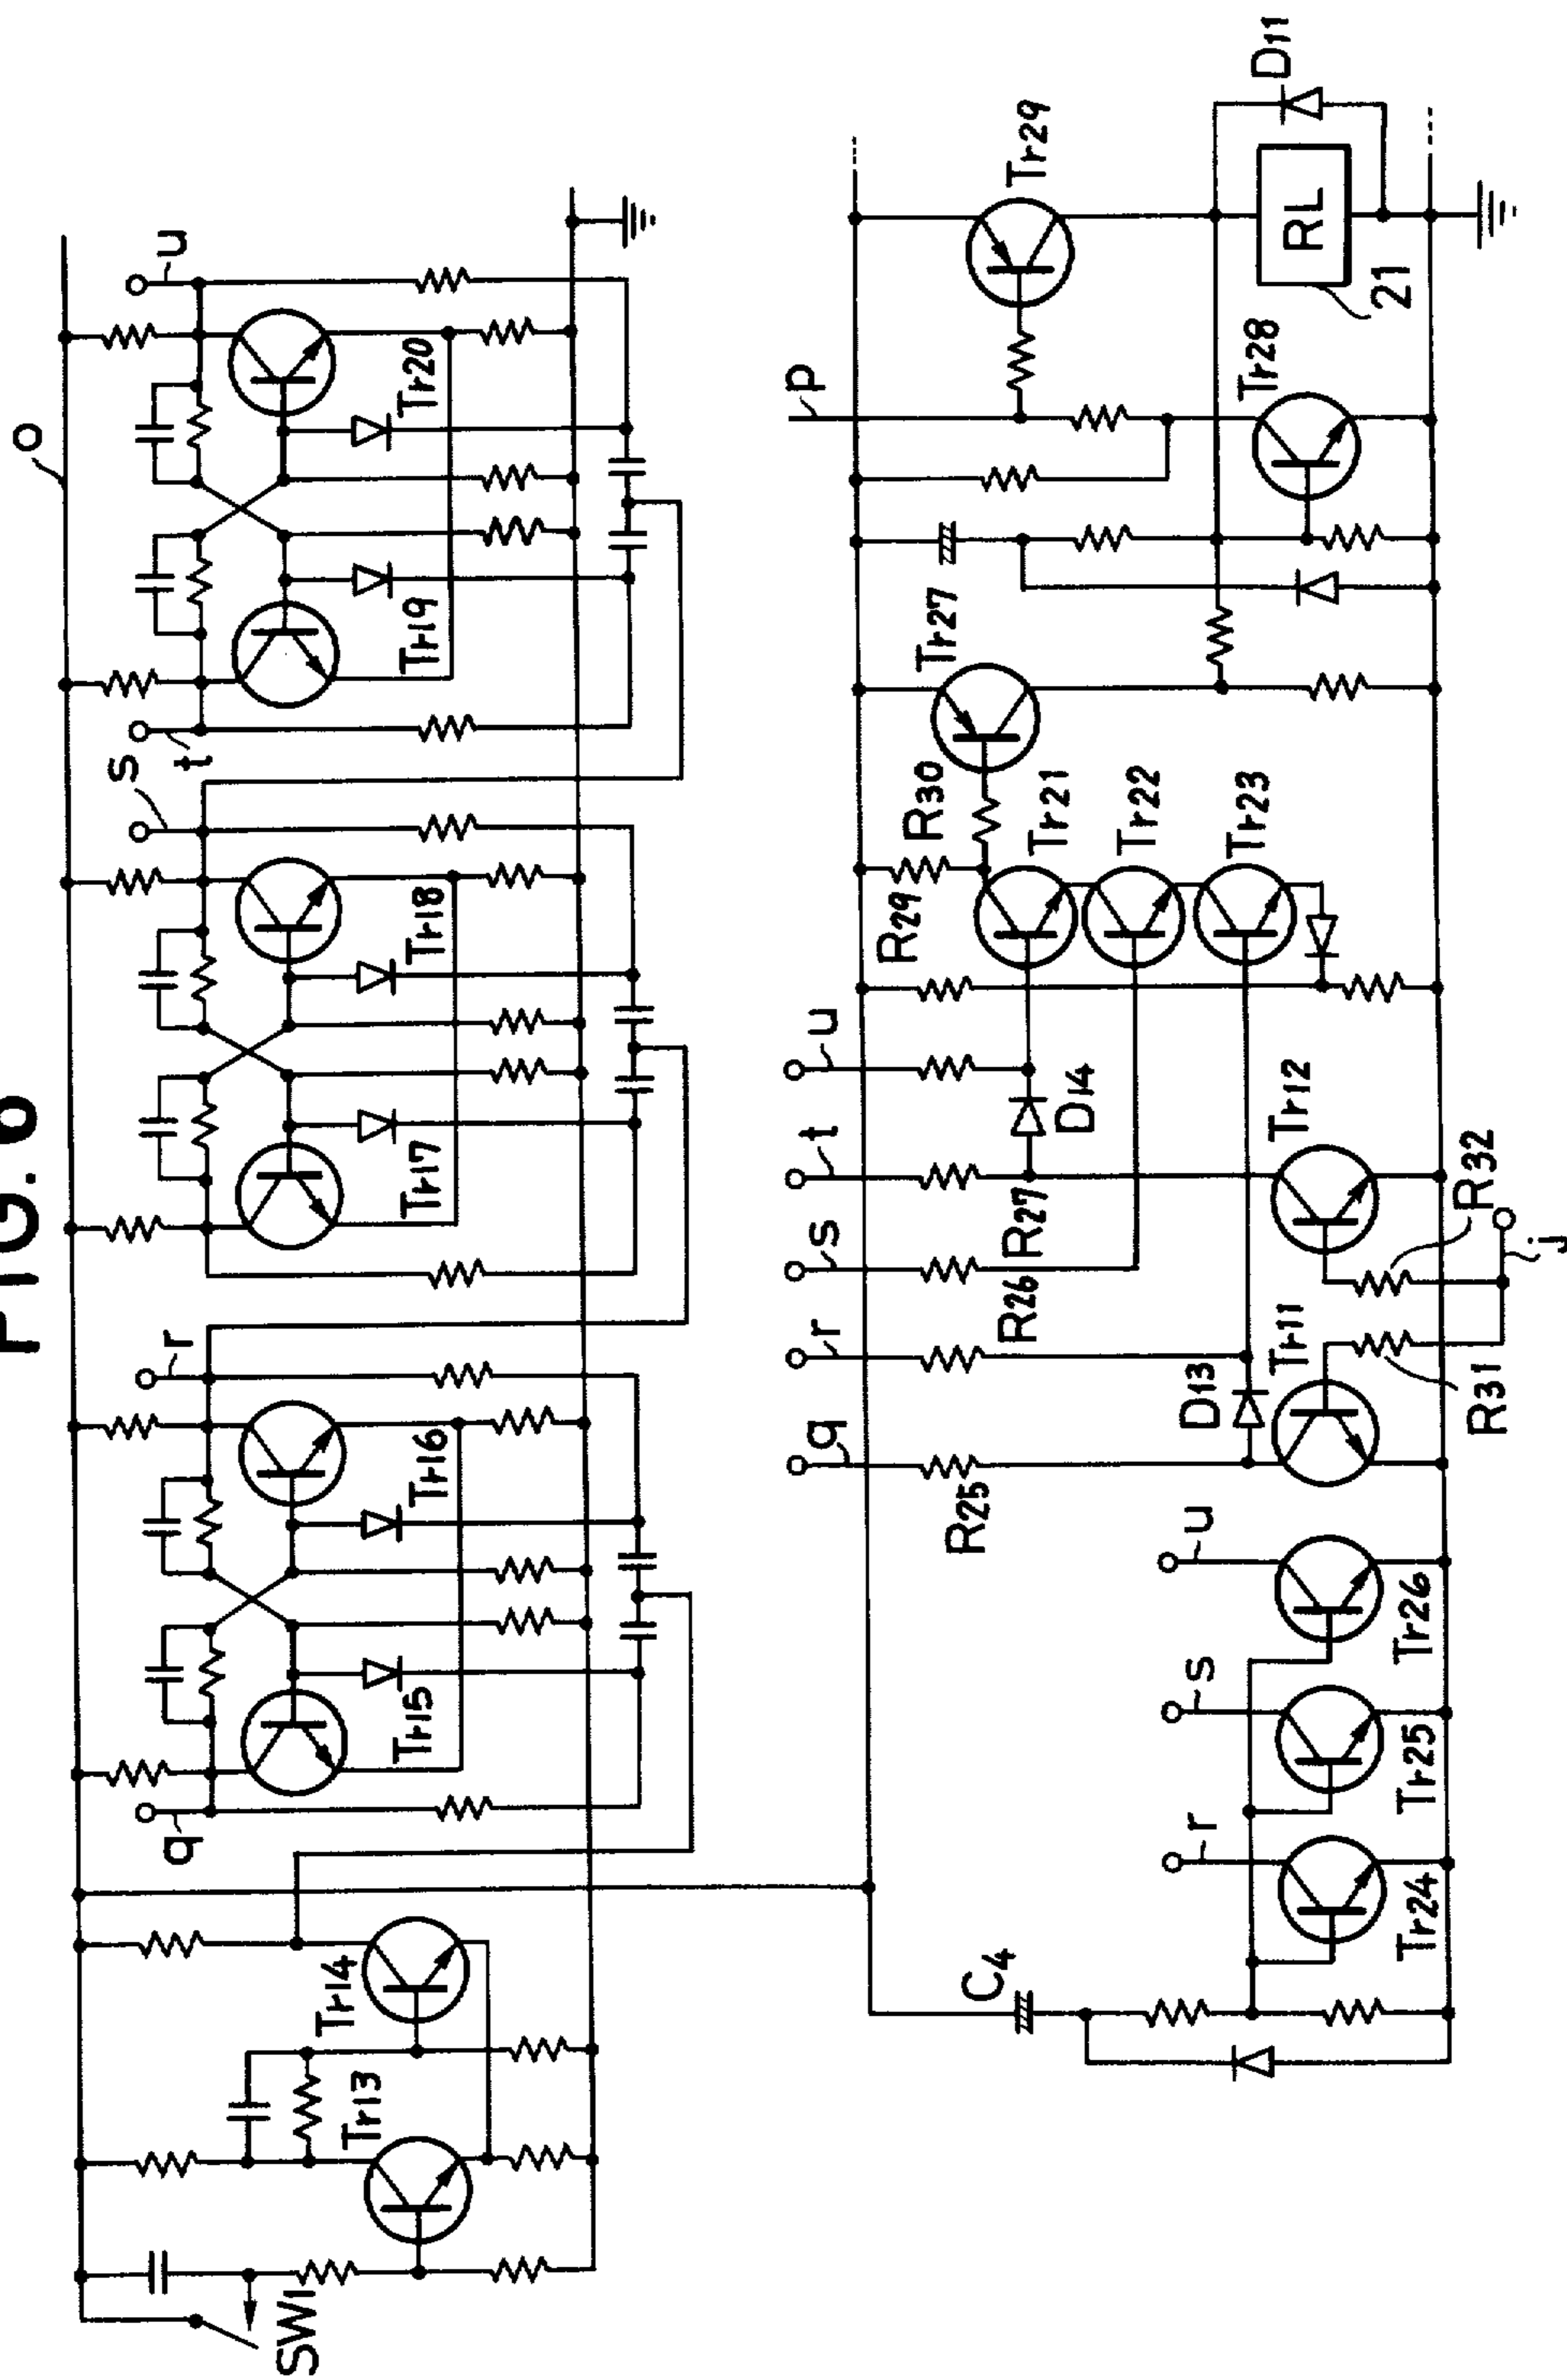 FIG. 6
o
u
t
s
r
q
Tr20
Tr19
Tr18
Tr17
Tr16
Tr15
Tr14
Tr13
SW1
p
Tr29
D11
RL
21
Tr28
Tr27
R30
R29
Tr21
Tr22
Tr23
u
t
s
r
q
D14
R27
R26
R25
D13
Tr12
Tr11
R32
R31
j
u
s
r
Tr26
Tr25
Tr24
C4